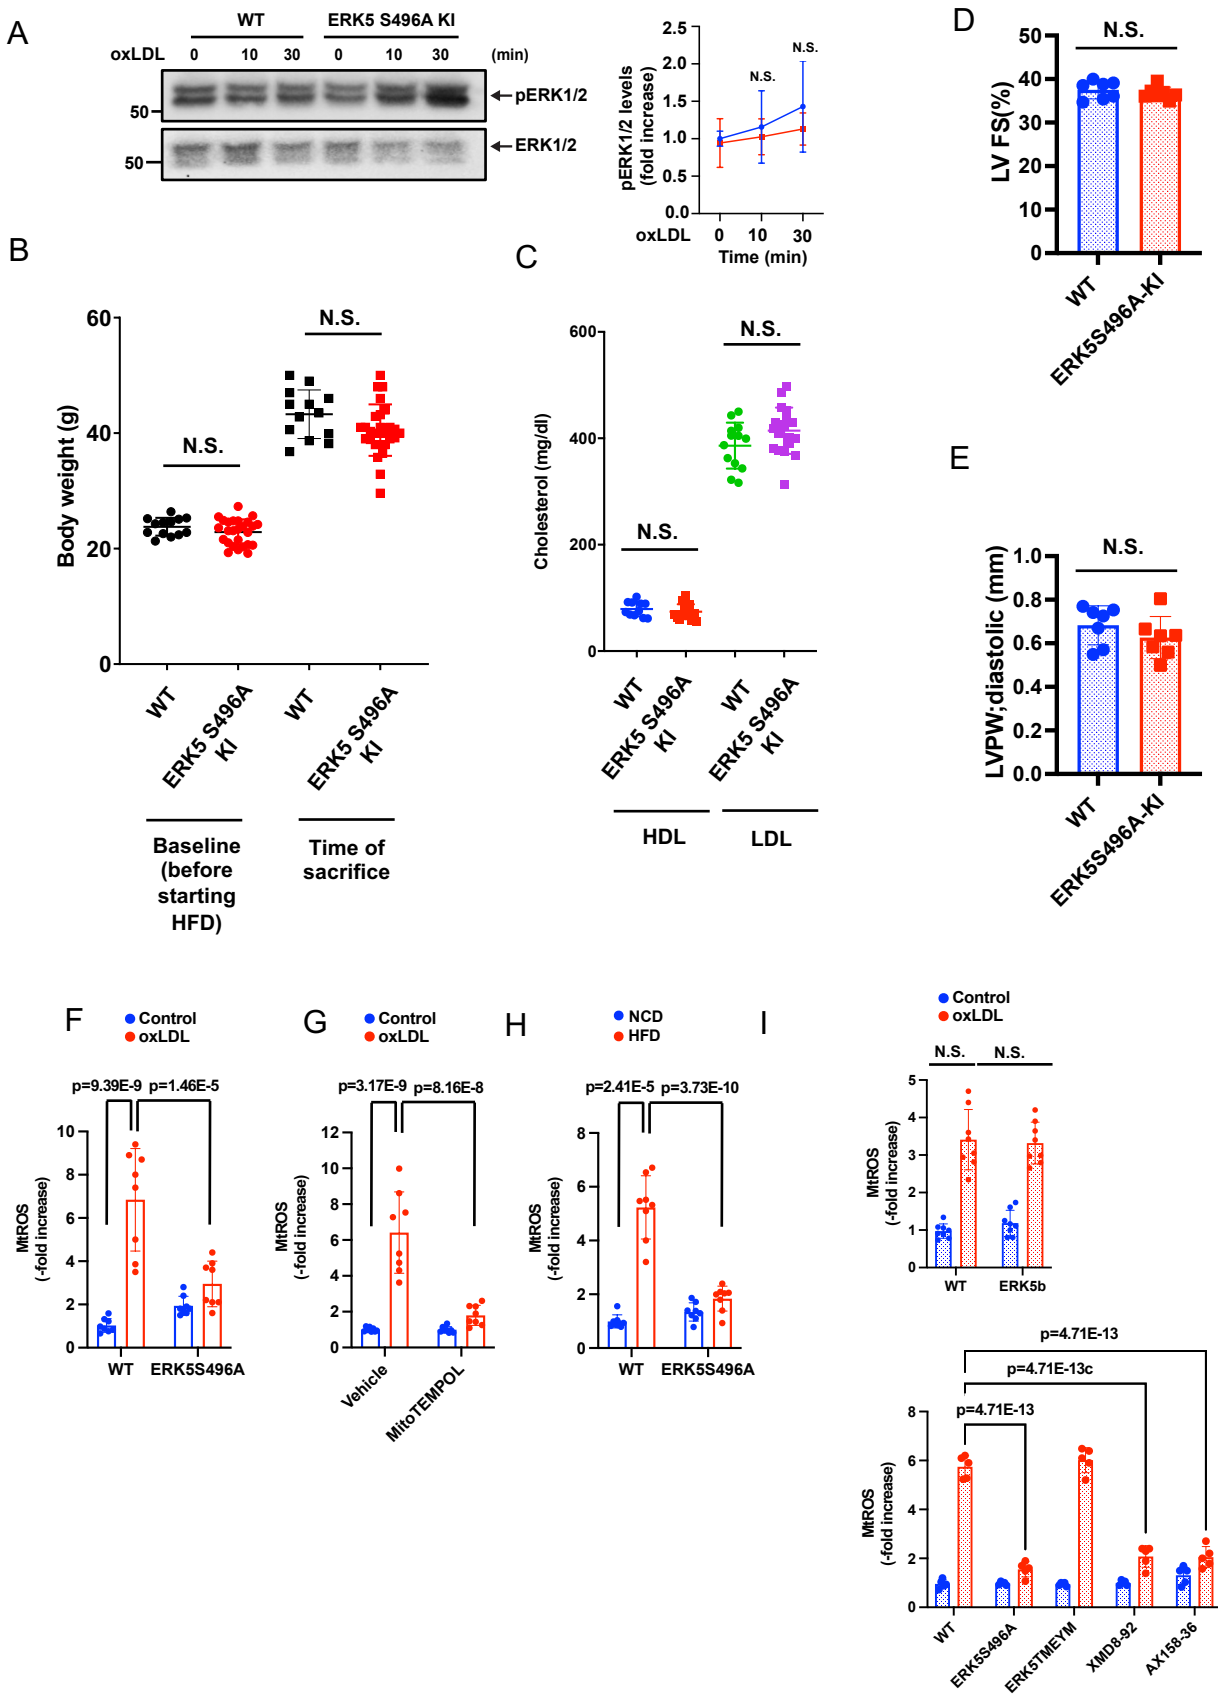 A
WT
ERK5 S496A KI
oxLDL 0 10 30 0 10 30 (min)
50
pERK1/2
50
ERK1/2
pERK1/2 levels
(fold increase)
2.5
2.0
1.5
1.0
0.5
0.0
N.S.
N.S.
oxLDL 0 10 30
Time (min)
B
Body weight (g)
60
40
20
0
N.S.
N.S.
WT
ERK5 S496A
KI
WT
ERK5 S496A
KI
Baseline
(before
starting
HFD)
Time of
sacrifice
C
Cholesterol (mg/dl)
600
400
200
0
N.S.
N.S.
WT
ERK5 S496A
KI
WT
ERK5 S496A
KI
HDL
LDL
D
LV FS(%)
50
40
30
20
10
0
N.S.
WT
ERK5S496A-KI
E
LVPW;diastolic (mm)
1.0
0.8
0.6
0.4
0.2
0.0
N.S.
WT
ERK5S496A-KI
F
Control
oxLDL
p=9.39E-9
p=1.46E-5
MtROS
(-fold increase)
10
8
6
4
2
0
WT
ERK5S496A
G
Control
oxLDL
p=3.17E-9
p=8.16E-8
MtROS
(-fold increase)
12
10
8
6
4
2
0
Vehicle
MitoTEMPOL
H
NCD
HFD
p=2.41E-5
p=3.73E-10
MtROS
(-fold increase)
8
6
4
2
0
WT
ERK5S496A
I
Control
oxLDL
N.S.
N.S.
MtROS
(-fold increase)
5
4
3
2
1
0
WT
ERK5b
p=4.71E-13
p=4.71E-13c
p=4.71E-13
MtROS
(-fold increase)
8
6
4
2
0
WT
ERK5S496A
ERK5TMEYM
XMD8-92
AX158-36